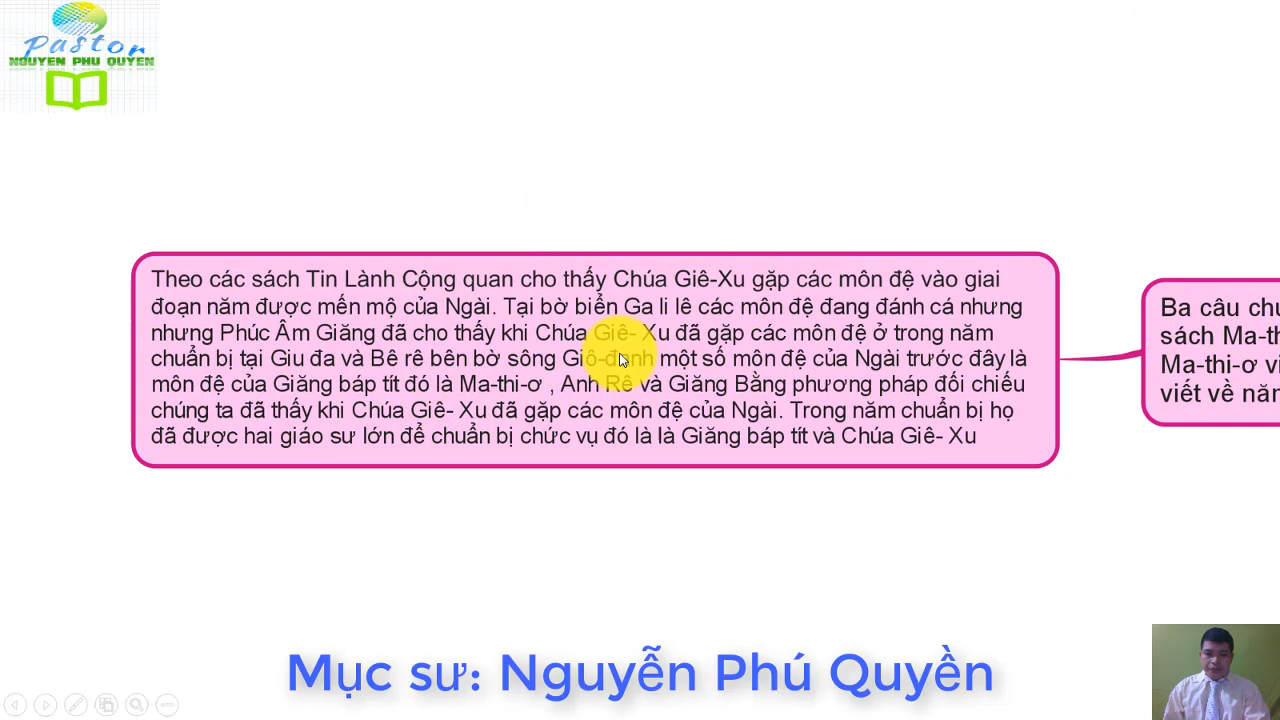 Pastor
NGUYEN PHU QUYEN
Theo các sách Tin Lành Cộng quan cho thấy Chúa Giê-Xu gặp các môn đệ vào giai
đoạn năm được mến mộ của Ngài. Tại bờ biển Ga li lê các môn đệ đang đánh cá nhưng
nhưng Phúc Âm Giăng đã cho thấy khi Chúa Giê- Xu đã gặp các môn đệ ở trong năm
chuẩn bị tại Giu đa và Bê rê bên bờ sông Giô-đanh một số môn đệ của Ngài trước đây là
môn đệ của Giăng báp tít đó là Ma-thi-ơ , Anh Rê và Giăng Bằng phương pháp đối chiếu
chúng ta đã thấy khi Chúa Giê- Xu đã gặp các môn đệ của Ngài. Trong năm chuẩn bị họ
đã được hai giáo sư lớn để chuẩn bị chức vụ đó là là Giăng báp tít và Chúa Giê- Xu
Ba câu
sách
Ma-thi-ơ
viết về
Mục sư: Nguyễn Phú Quyền